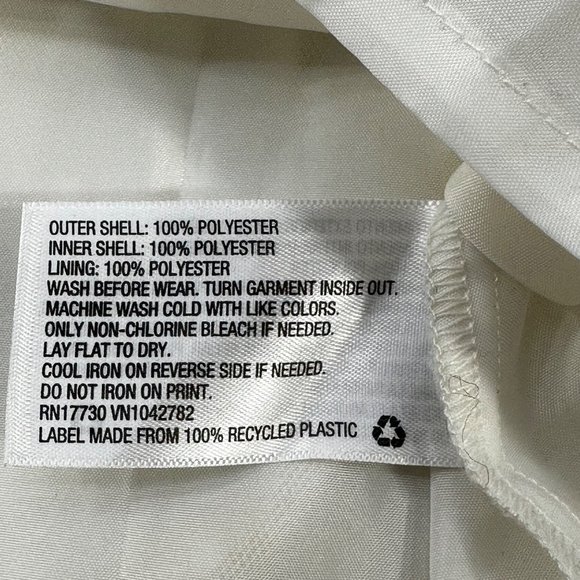 OUTER SHELL: 100% POLYESTER
INNER SHELL: 100% POLYESTER
LINING: 100% POLYESTER
WASH BEFORE WEAR. TURN GARMENT INSIDE OUT.
MACHINE WASH COLD WITH LIKE COLORS.
ONLY NON-CHLORINE BLEACH IF NEEDED.
LAY FLAT TO DRY.
COOL IRON ON REVERSE SIDE IF NEEDED.
DO NOT IRON ON PRINT.
RN17730 VN1042782
LABEL MADE FROM 100% RECYCLED PLASTIC